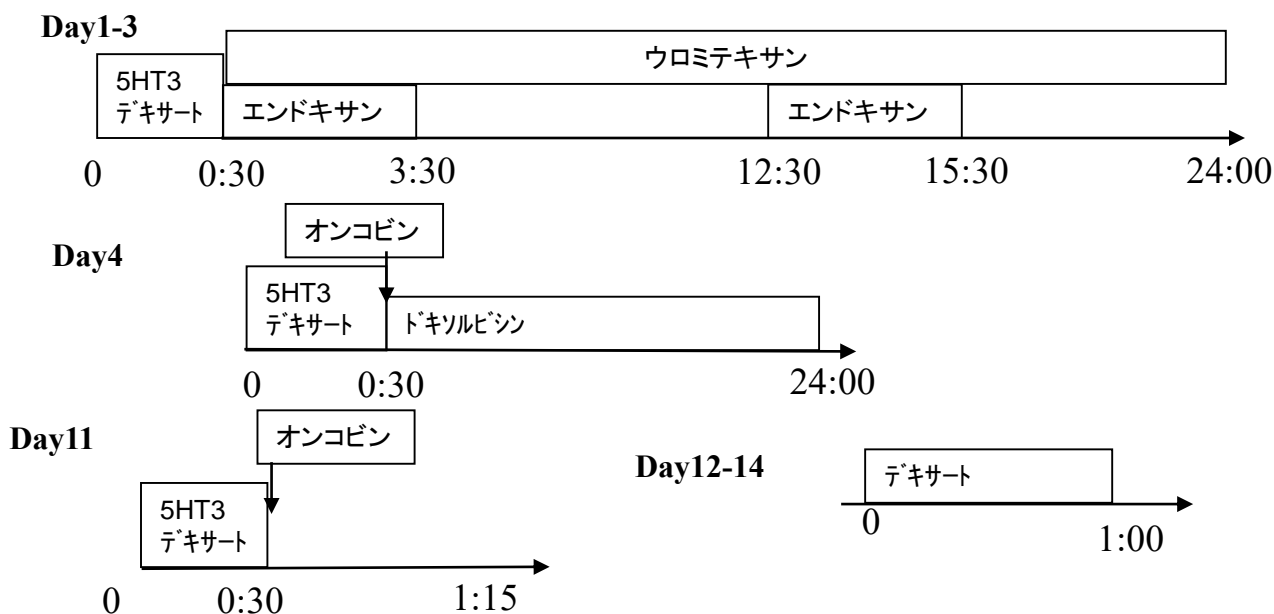 Day1-3
ウロミテキサン
5HT3
デキサート
エンドキサン
エンドキサン
0 0:30 3:30 12:30 15:30 24:00
オンコビン
Day4
5HT3
デキサート
ドキソルビシン
0 0:30 24:00
Day11
オンコビン
5HT3
デキサート
0 0:30 1:15
Day12-14
デキサート
0 1:00